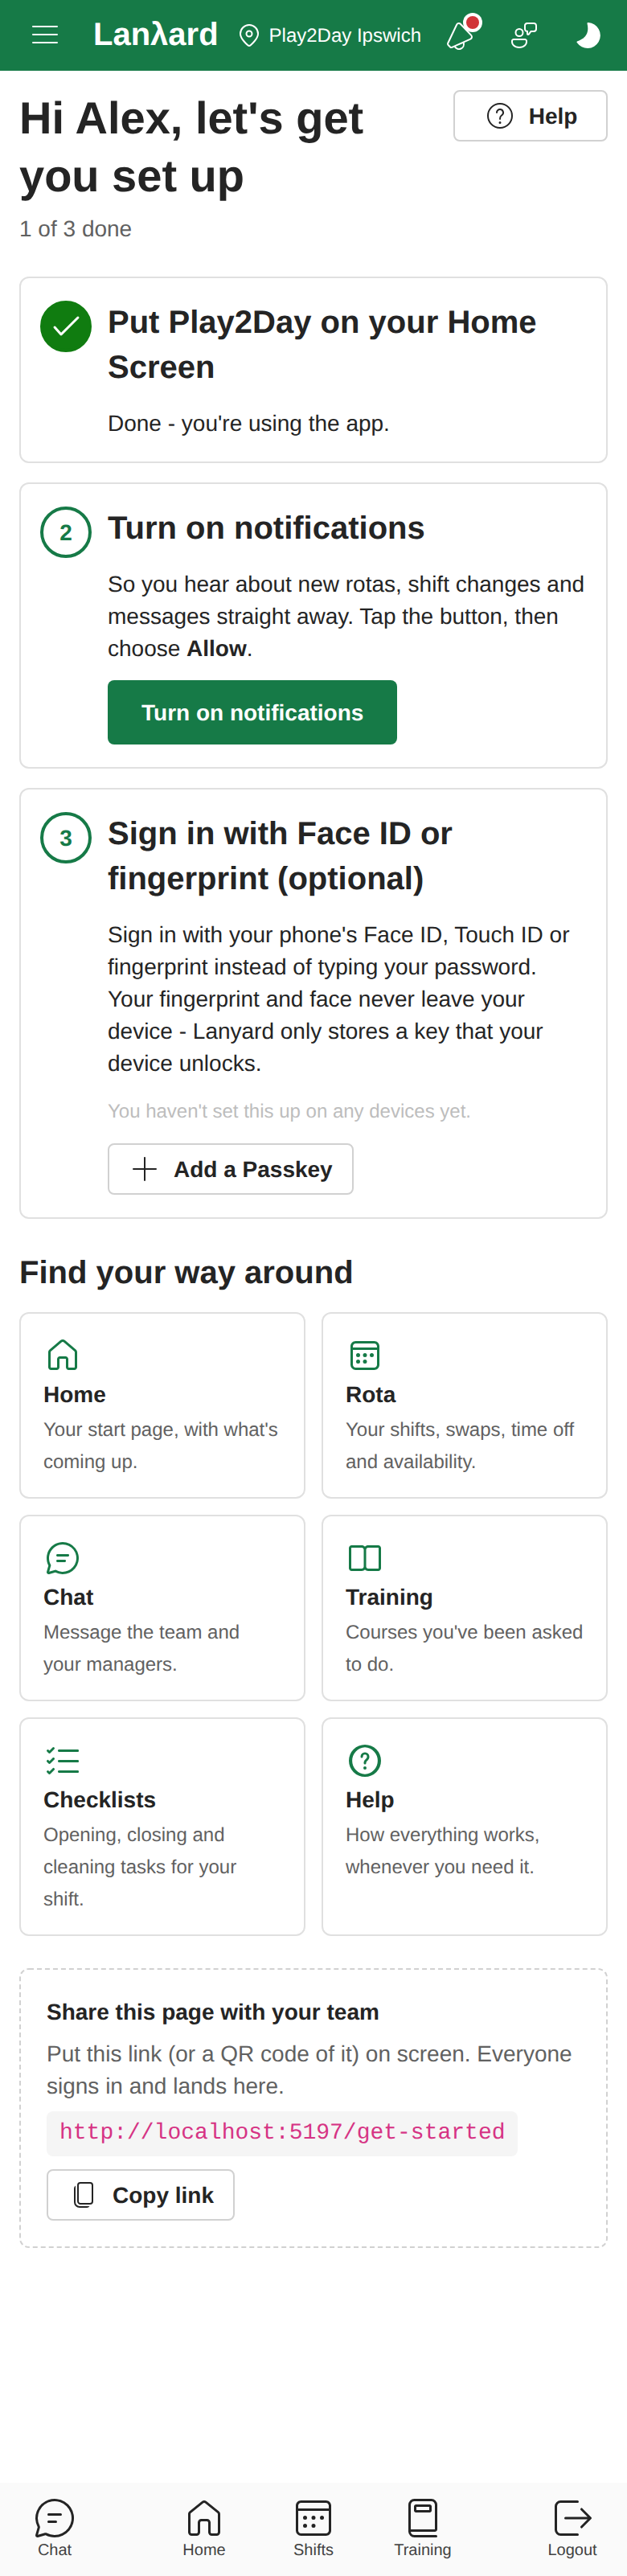 Lanλard
Play2Day Ipswich
Hi Alex, let's get
you set up
Help
1 of 3 done
Put Play2Day on your Home
Screen
Done - you're using the app.
2
Turn on notifications
So you hear about new rotas, shift changes and
messages straight away. Tap the button, then
choose Allow.
Turn on notifications
3
Sign in with Face ID or
fingerprint (optional)
Sign in with your phone's Face ID, Touch ID or
fingerprint instead of typing your password.
Your fingerprint and face never leave your
device - Lanyard only stores a key that your
device unlocks.
You haven't set this up on any devices yet.
Add a Passkey
Find your way around
Home
Your start page, with what's
coming up.
Rota
Your shifts, swaps, time off
and availability.
Chat
Message the team and
your managers.
Training
Courses you've been asked
to do.
Checklists
Opening, closing and
cleaning tasks for your
shift.
Help
How everything works,
whenever you need it.
Share this page with your team
Put this link (or a QR code of it) on screen. Everyone
signs in and lands here.
http://localhost:5197/get-started
Copy link
Chat
Home
Shifts
Training
Logout